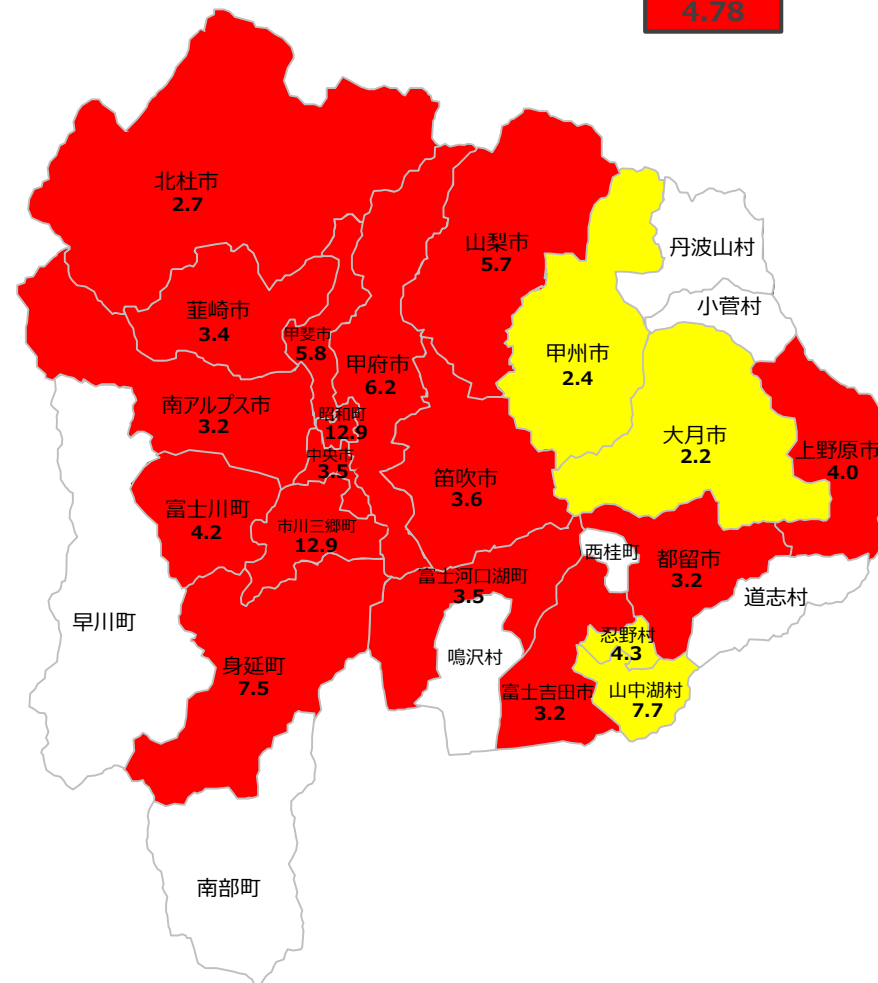 4.78
北杜市
2.7
山梨市
5.7
丹波山村
小菅村
韮崎市
3.4
甲斐市
5.8
甲府市
6.2
甲州市
2.4
南アルプス市
3.2
昭和町
12.9
大月市
2.2
上野原市
4.0
中央市
3.5
笛吹市
3.6
富士川町
4.2
市川三郷町
12.9
西桂町
都留市
3.2
富士河口湖町
3.5
道志村
早川町
忍野村
4.3
鳴沢村
身延町
7.5
富士吉田市
3.2
山中湖村
7.7
南部町